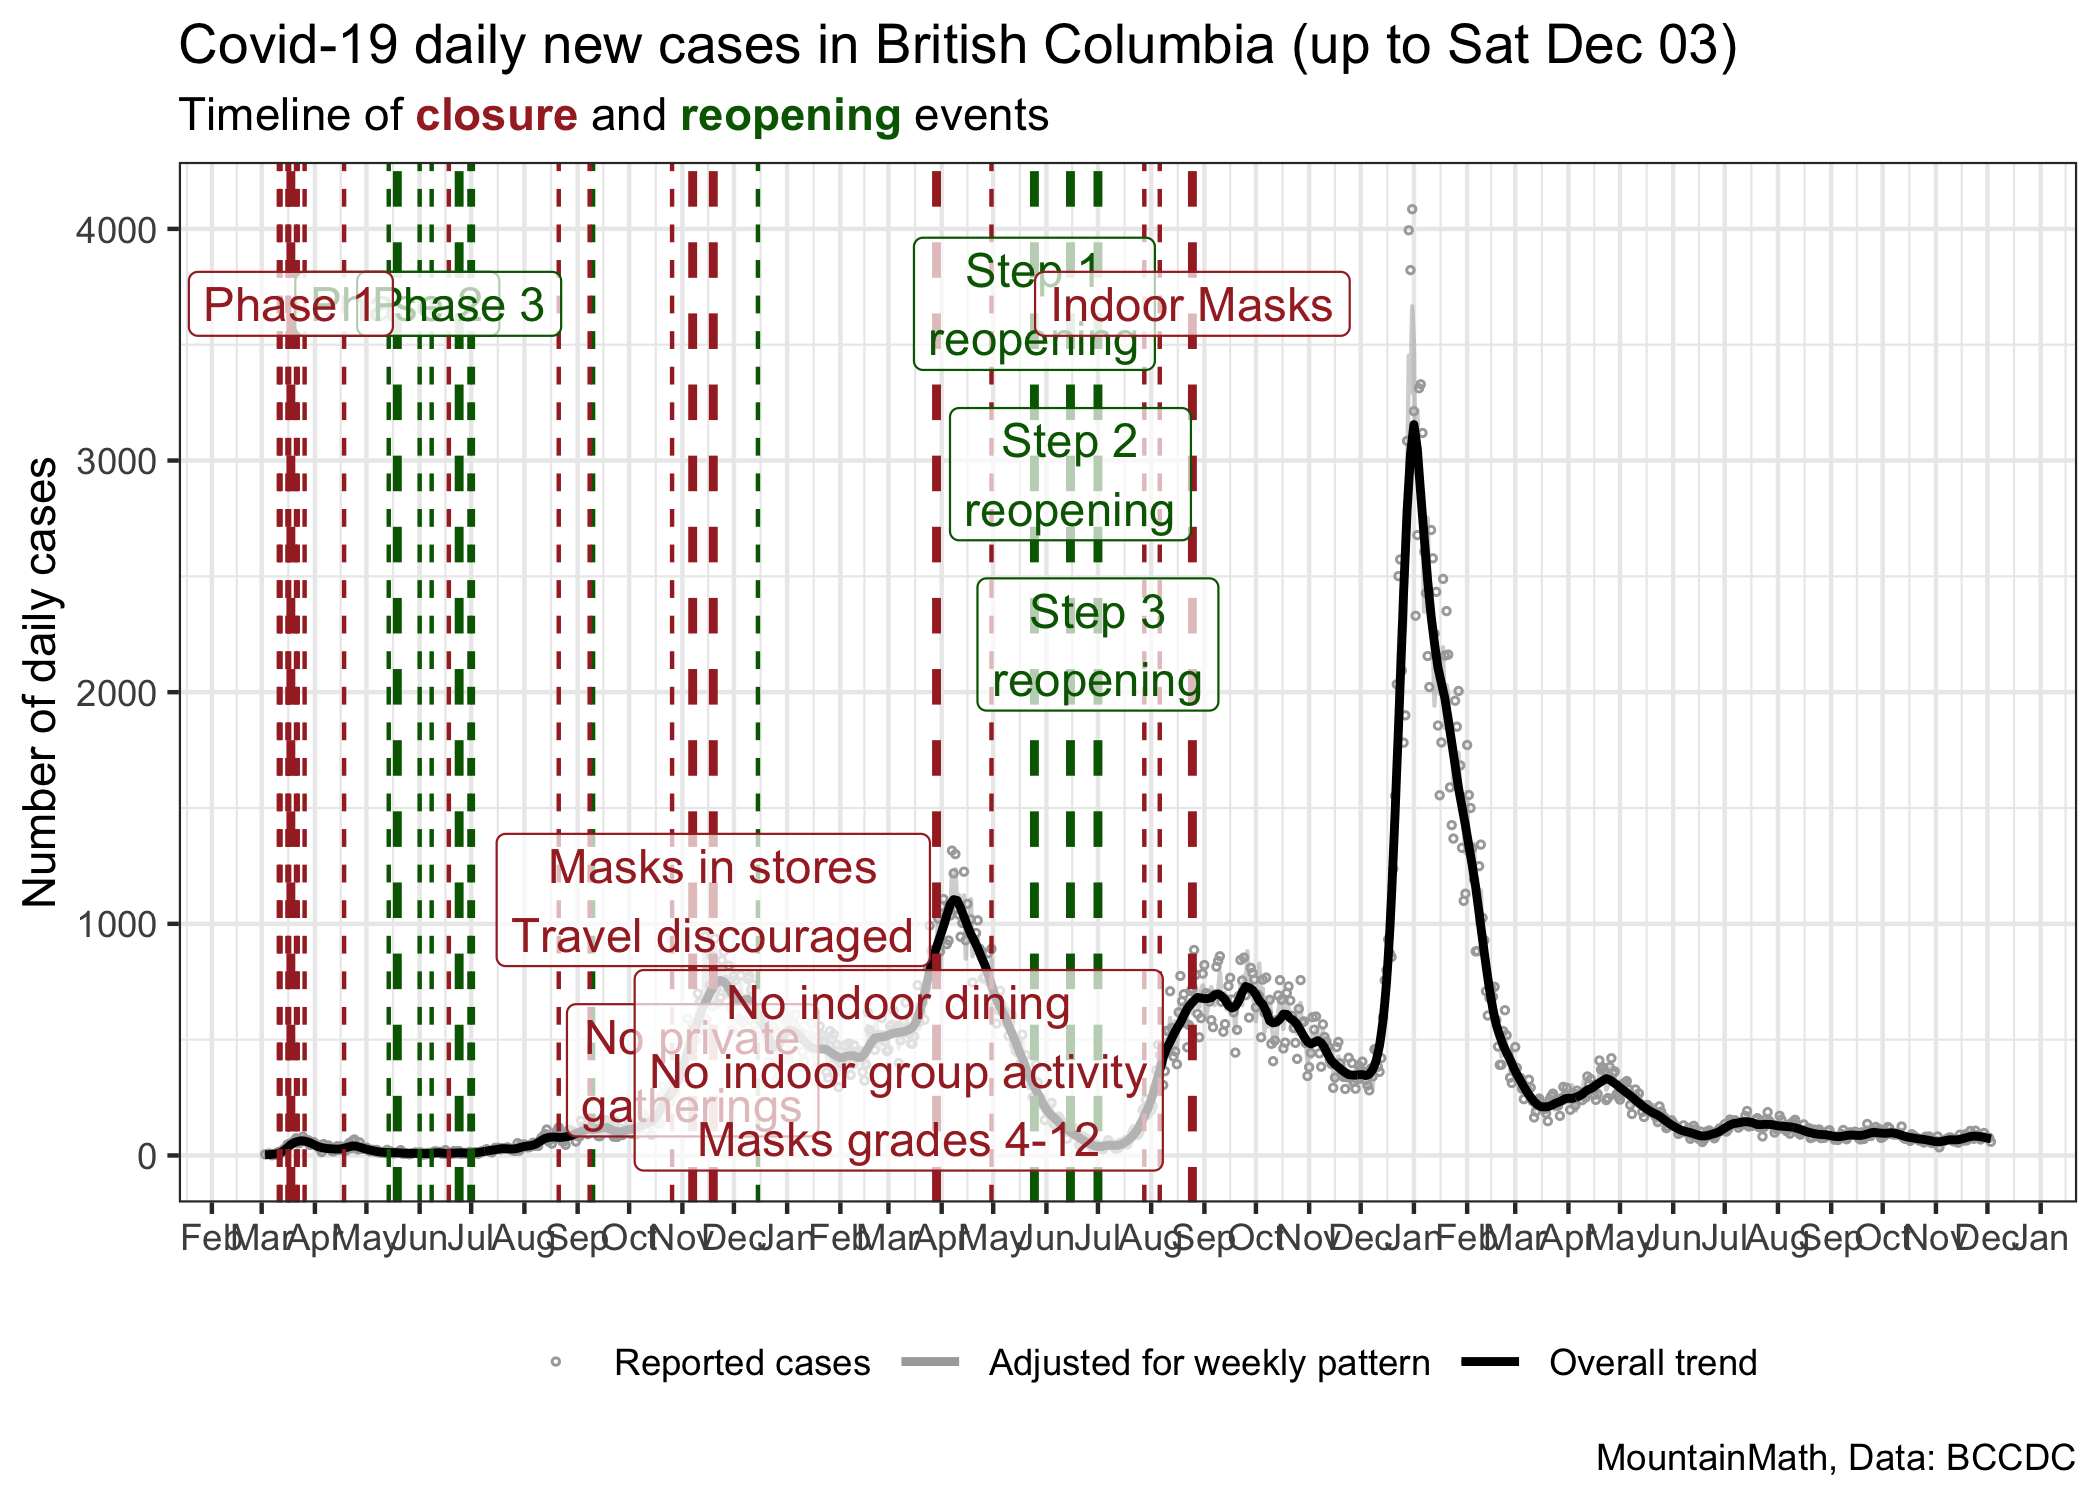 Covid-19 daily new cases in British Columbia (up to Sat Dec 03)
Timeline of closure and reopening events
Number of daily cases
4000
3000
2000
1000
0
Phase 1
Phase 2
Phase 3
Step 1
reopening
Indoor Masks
Step 2
reopening
Step 3
reopening
Masks in stores
Travel discouraged
No private
gatherings
No indoor dining
No indoor group activity
Masks grades 4-12
Feb Mar Apr May Jun Jul Aug Sep Oct Nov Dec Jan Feb Mar Apr May Jun Jul Aug Sep Oct Nov Dec Jan Feb Mar Apr May Jun Jul Aug Sep Oct Nov Dec Jan
Reported cases Adjusted for weekly pattern Overall trend
MountainMath, Data: BCCDC